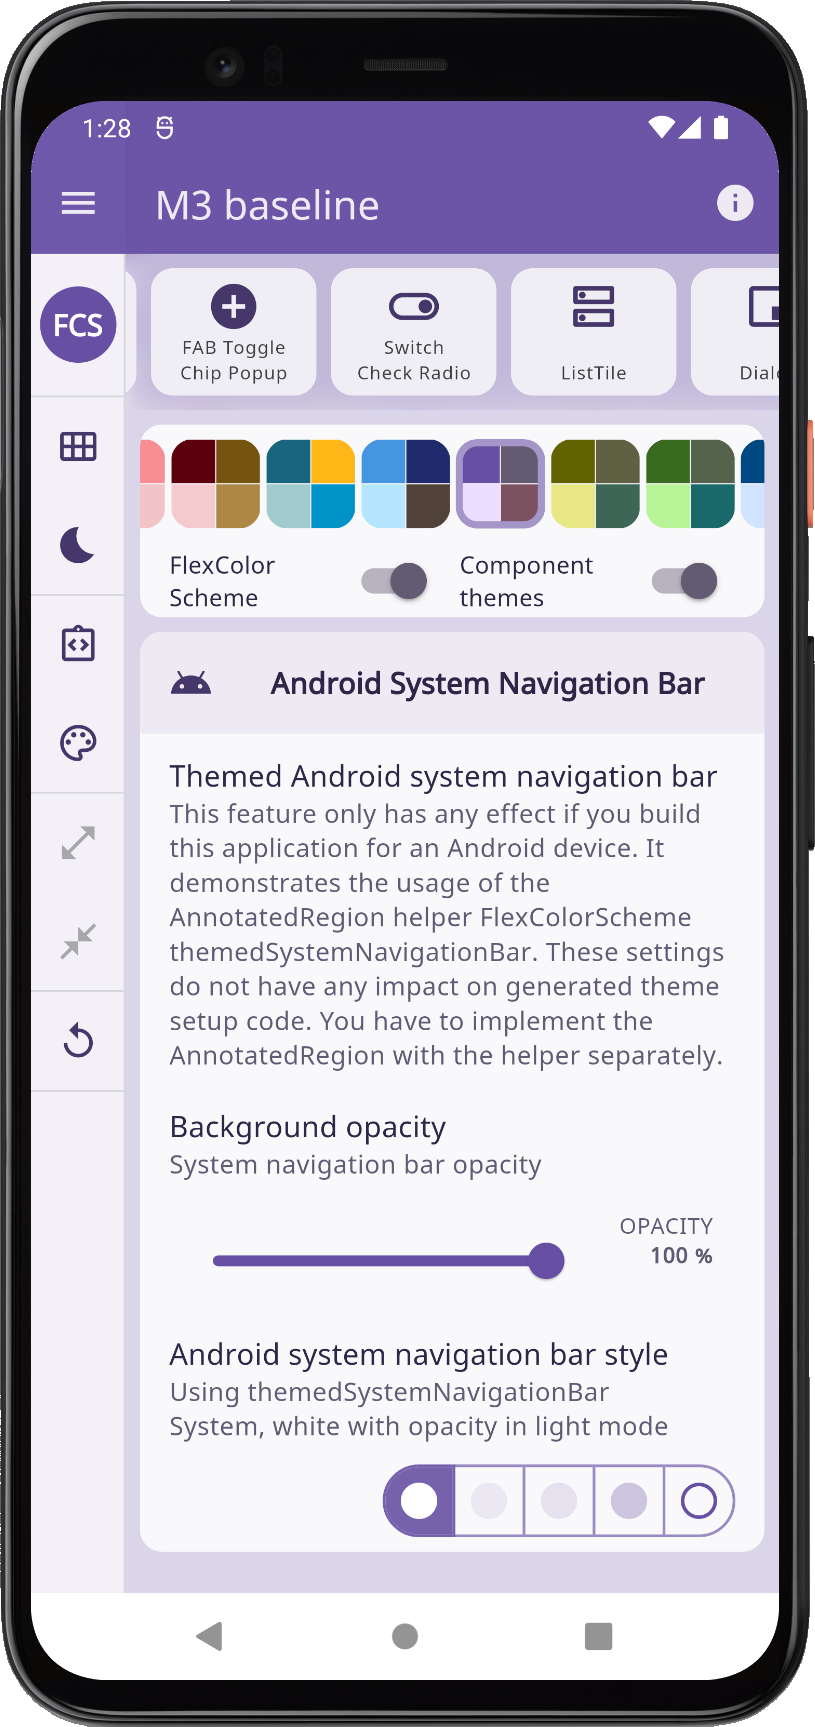 1:28
M3 baseline
FCS
FAB Toggle
Chip Popup
Switch
Check Radio
ListTile
FlexColor
Scheme
Component
themes
Android System Navigation Bar
Themed Android system navigation bar
This feature only has any effect if you build
this application for an Android device. It
demonstrates the usage of the
AnnotatedRegion helper FlexColorScheme
themedSystemNavigationBar. These settings
do not have any impact on generated theme
setup code. You have to implement the
AnnotatedRegion with the helper separately.
Background opacity
System navigation bar opacity
OPACITY
100 %
Android system navigation bar style
Using themedSystemNavigationBar
System, white with opacity in light mode